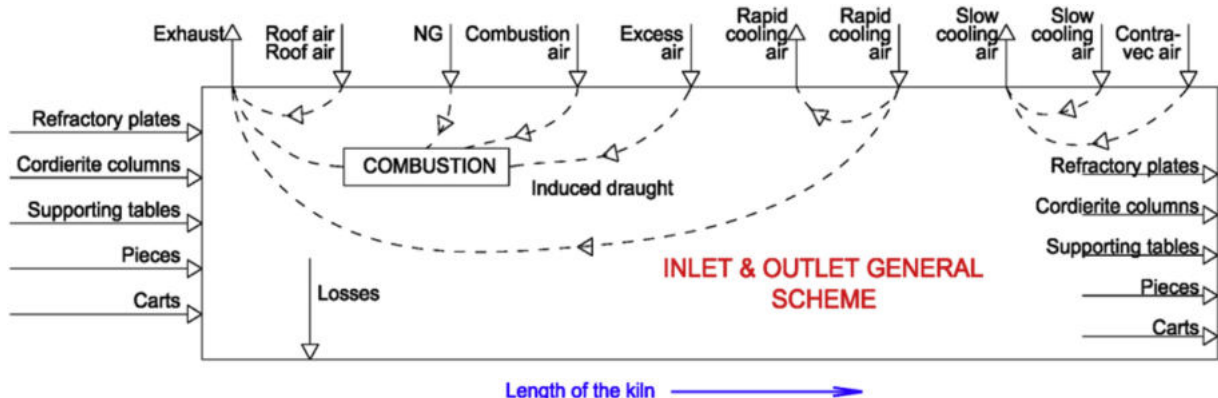 Exhaust
Roof air
Roof air
NG
Combustion
air
Excess
air
Rapid
cooling
air
Rapid
cooling
air
Slow
cooling
air
Slow
cooling
air
Contra-
vec air
Refractory plates
Cordierite columns
Supporting tables
Pieces
Carts
COMBUSTION
Induced draught
Losses
INLET & OUTLET GENERAL
SCHEME
Refractory plates
Cordierite columns
Supporting tables
Pieces
Carts
Length of the kiln